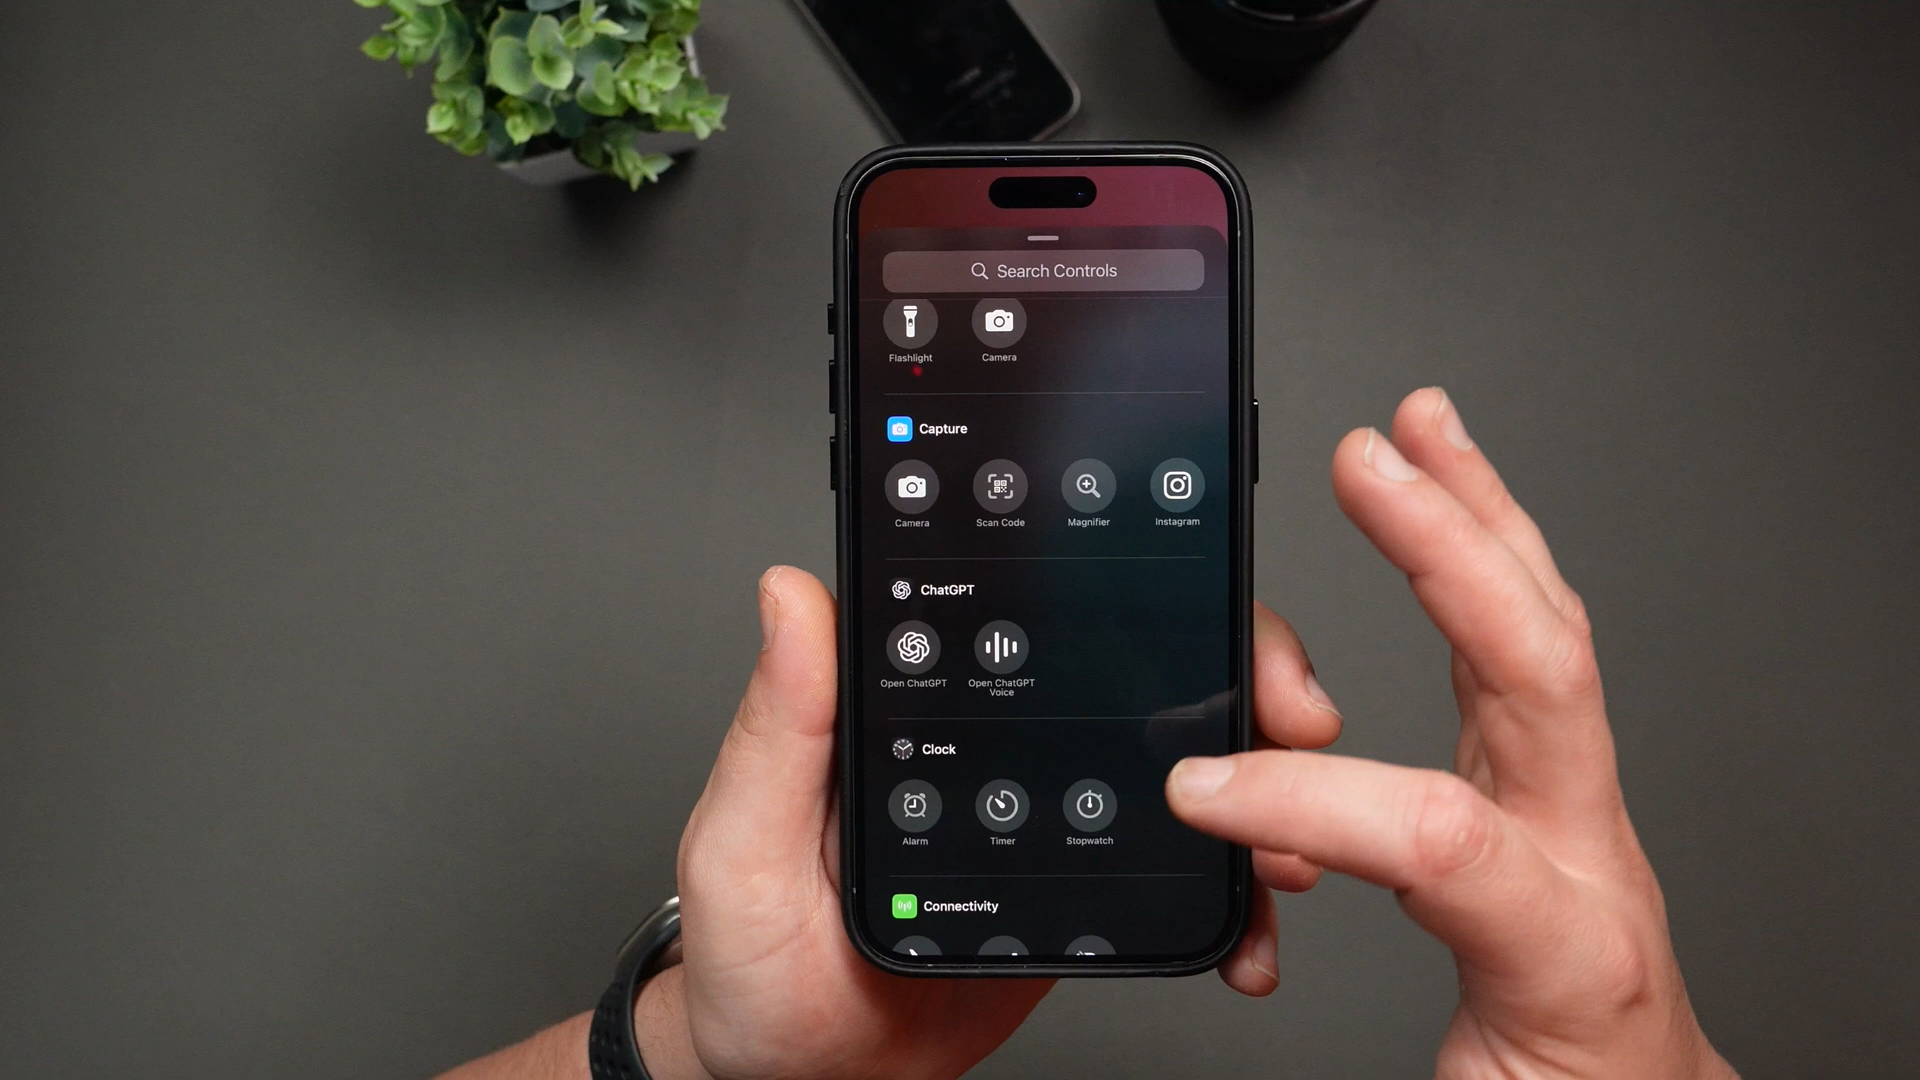 Search Controls
Flashlight
Camera
Capture
Camera
Scan Code
Magnifier
Instagram
ChatGPT
Open ChatGPT
Open ChatGPT
Voice
Clock
Alarm
Timer
Stopwatch
Connectivity